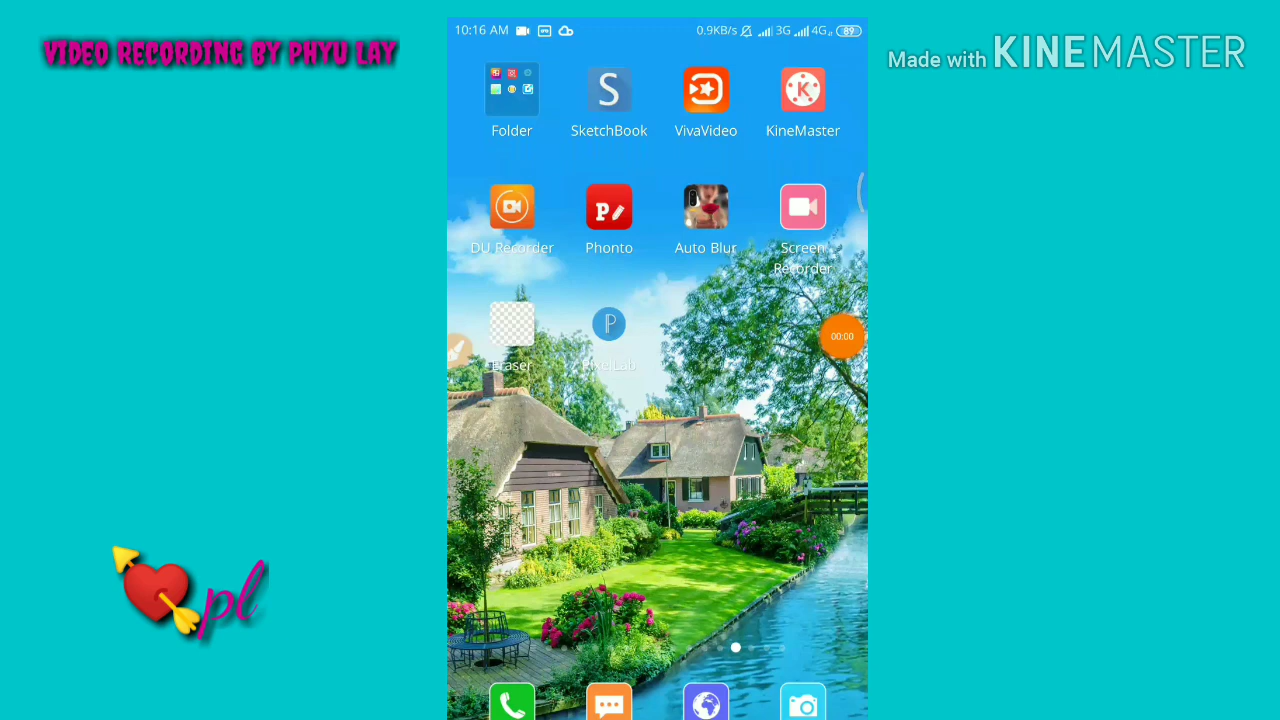 VIDEO RECORDING BY PHYU LAY
Made with KINEMASTER
10:16 AM 0.9KB/s 3G 4G 89
Folder SketchBook VivaVideo KineMaster
DU Recorder Phonto Auto Blur Screen Recorder
00:00
Eraser PixelLab
pl